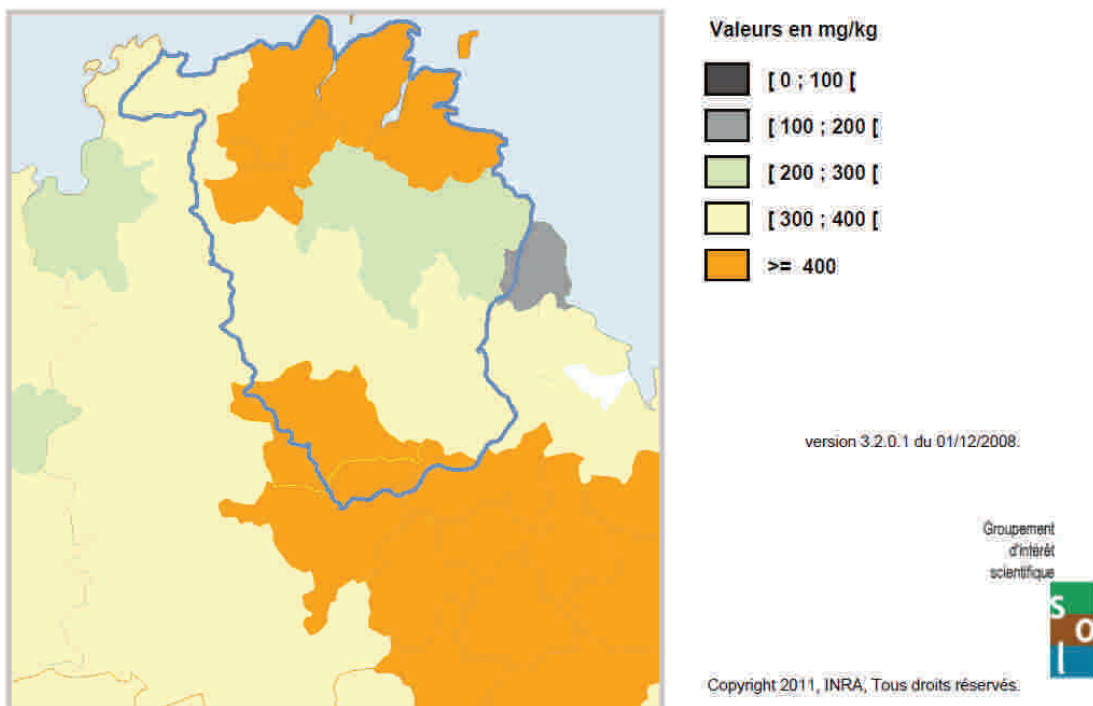 Valeurs en mg/kg
[ 0 ; 100 [
[ 100 ; 200 [
[ 200 ; 300 [
[ 300 ; 400 [
>= 400
version 3.2.0.1 du 01/12/2008.
Groupement
d'intérêt
scientifique
s
o
l
Copyright 2011, INRA, Tous droits réservés.